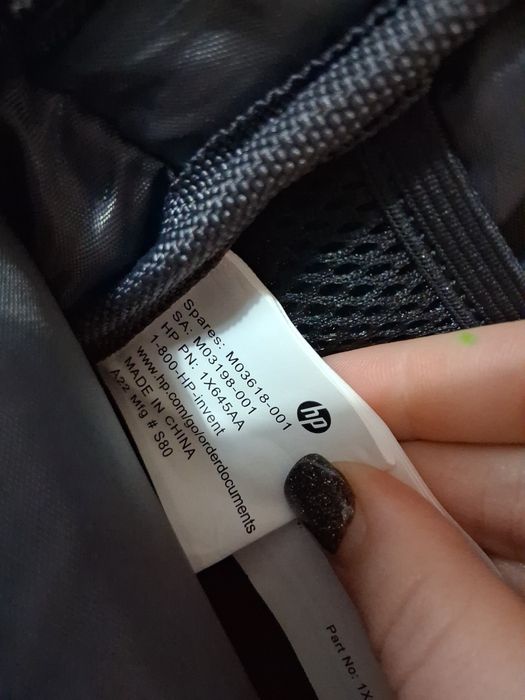 hp
Spares: M03618-001
SA: M03198-001
HP PN: 1X645AA
1-800-HP-invent
www.hp.com/go/orderdocuments
MADE IN CHINA
A22 Mfg # S80
Part No: 1X